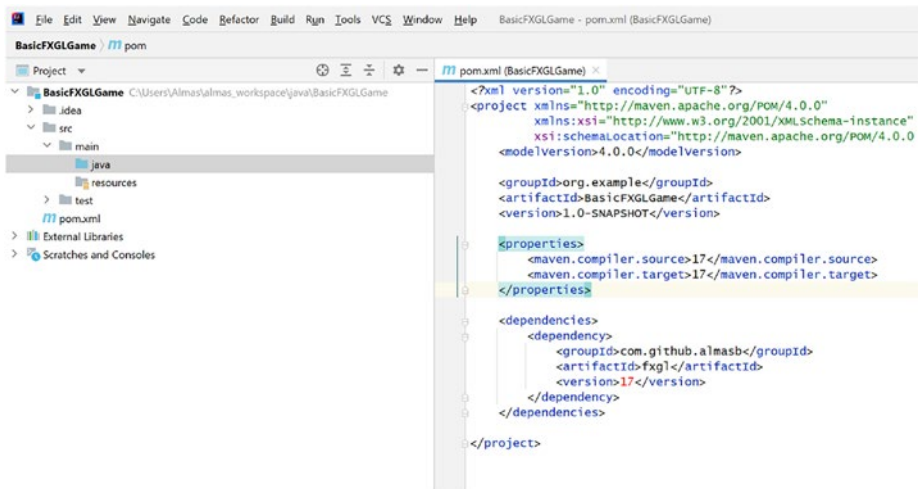 File Edit View Navigate Code Refactor Build Run Tools VCS Window Help BasicFXGLGame - pom.xml (BasicFXGLGame)
BasicFXGLGame pom
Project
pom.xml (BasicFXGLGame)
BasicFXGLGame C:\Users\Almas\almas_workspace\java\BasicFXGLGame
.idea
src
main
java
resources
test
pom.xml
External Libraries
Scratches and Consoles
<?xml version="1.0" encoding="UTF-8"?>
<project xmlns="http://maven.apache.org/POM/4.0.0"
xmlns:xsi="http://www.w3.org/2001/XMLSchema-instance"
xsi:schemaLocation="http://maven.apache.org/POM/4.0.0
<modelVersion>4.0.0</modelVersion>
<groupId>org.example</groupId>
<artifactId>BasicFXGLGame</artifactId>
<version>1.0-SNAPSHOT</version>
<properties>
<maven.compiler.source>17</maven.compiler.source>
<maven.compiler.target>17</maven.compiler.target>
</properties>
<dependencies>
<dependency>
<groupId>com.github.almasb</groupId>
<artifactId>fxgl</artifactId>
<version>17</version>
</dependency>
</dependencies>
</project>